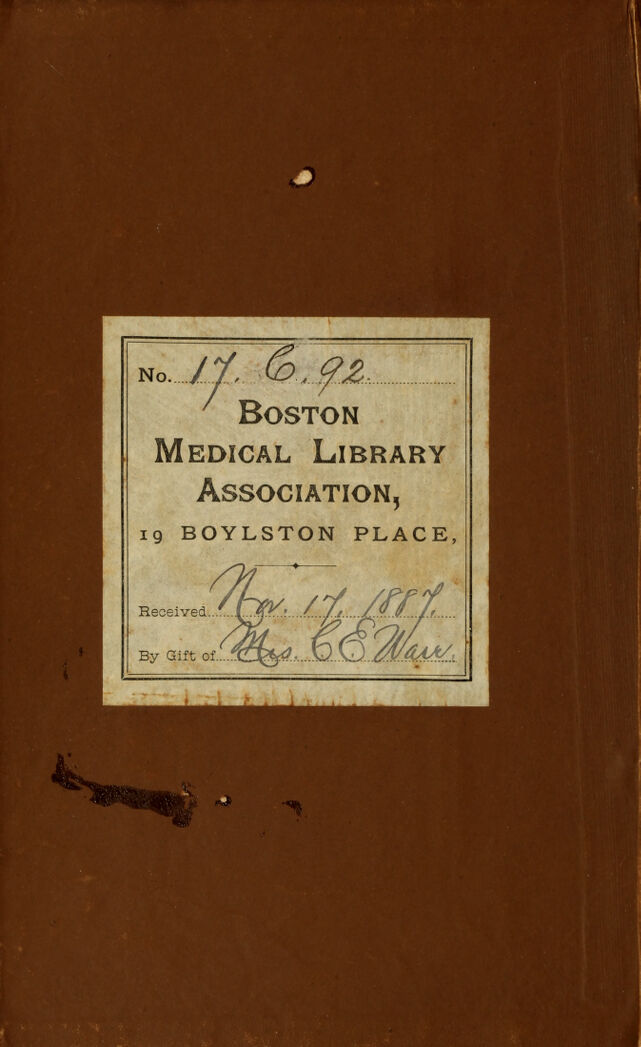 No. 17. C. 92.
BOSTON
MEDICAL LIBRARY
ASSOCIATION,
19 BOYLSTON PLACE,
Received Nov. 17, 1887.
By Gift of Mrs. C E Ware.